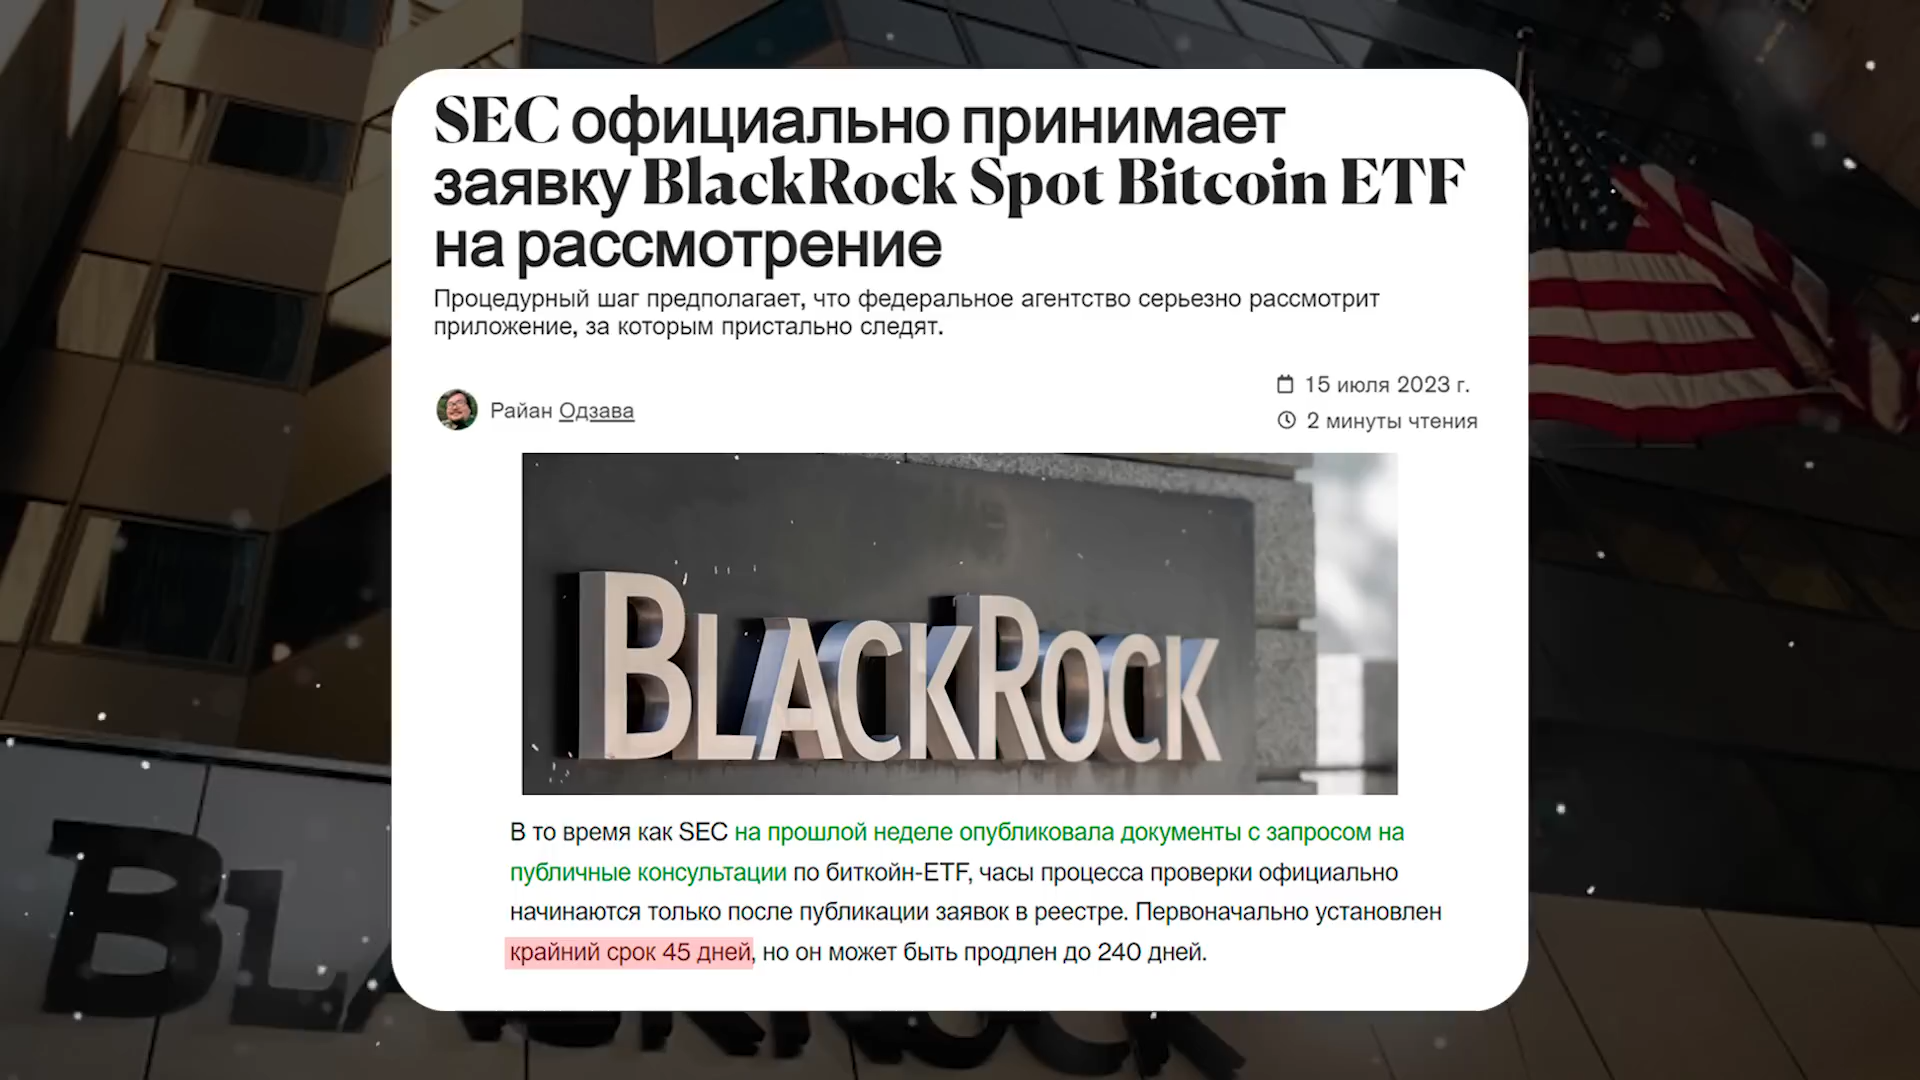 SEC официально принимает
заявку BlackRock Spot Bitcoin ETF
на рассмотрение
Процедурный шаг предполагает, что федеральное агентство серьезно рассмотрит
приложение, за которым пристально следят.
15 июля 2023 г.
Райан Одзава
2 минуты чтения
BLACKROCK
В то время как SEC на прошлой неделе опубликовала документы с запросом на
публичные консультации по биткойн-ETF, часы процесса проверки официально
начинаются только после публикации заявок в реестре. Первоначально установлен
крайний срок 45 дней, но он может быть продлен до 240 дней.
BLACKROCK